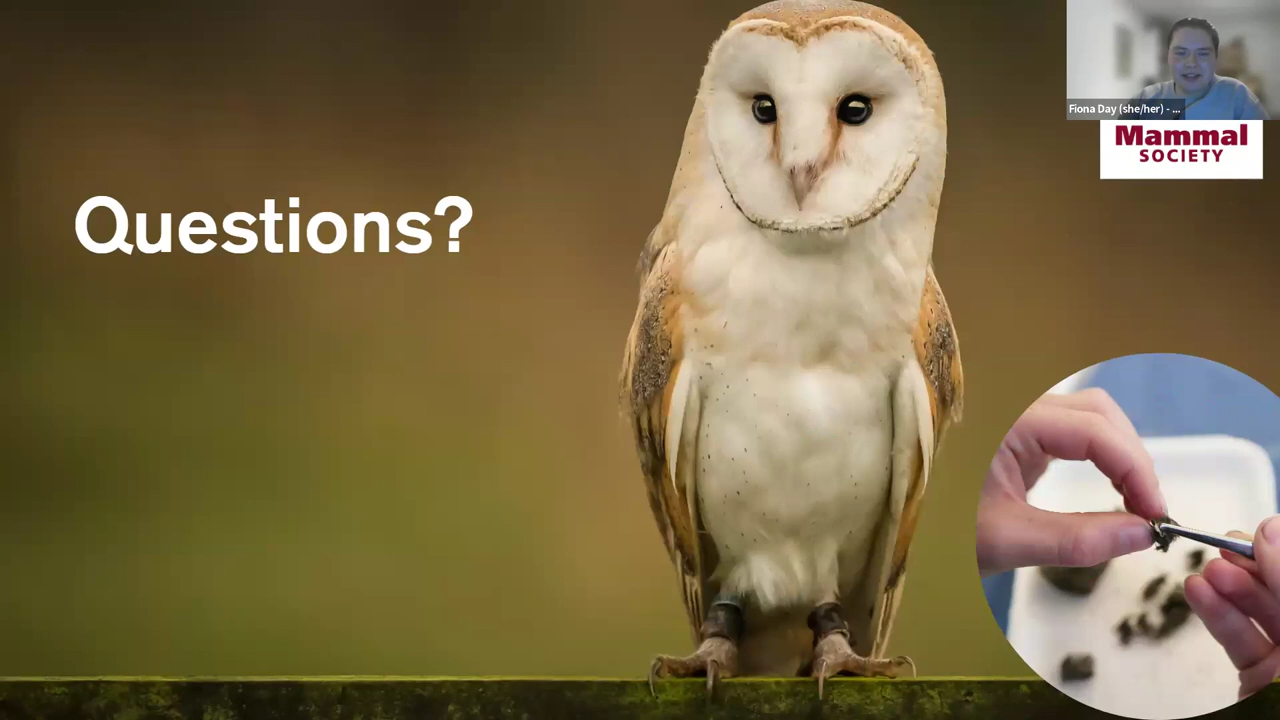 Questions?
Fiona Day (she/her) - ...
Mammal
SOCIETY